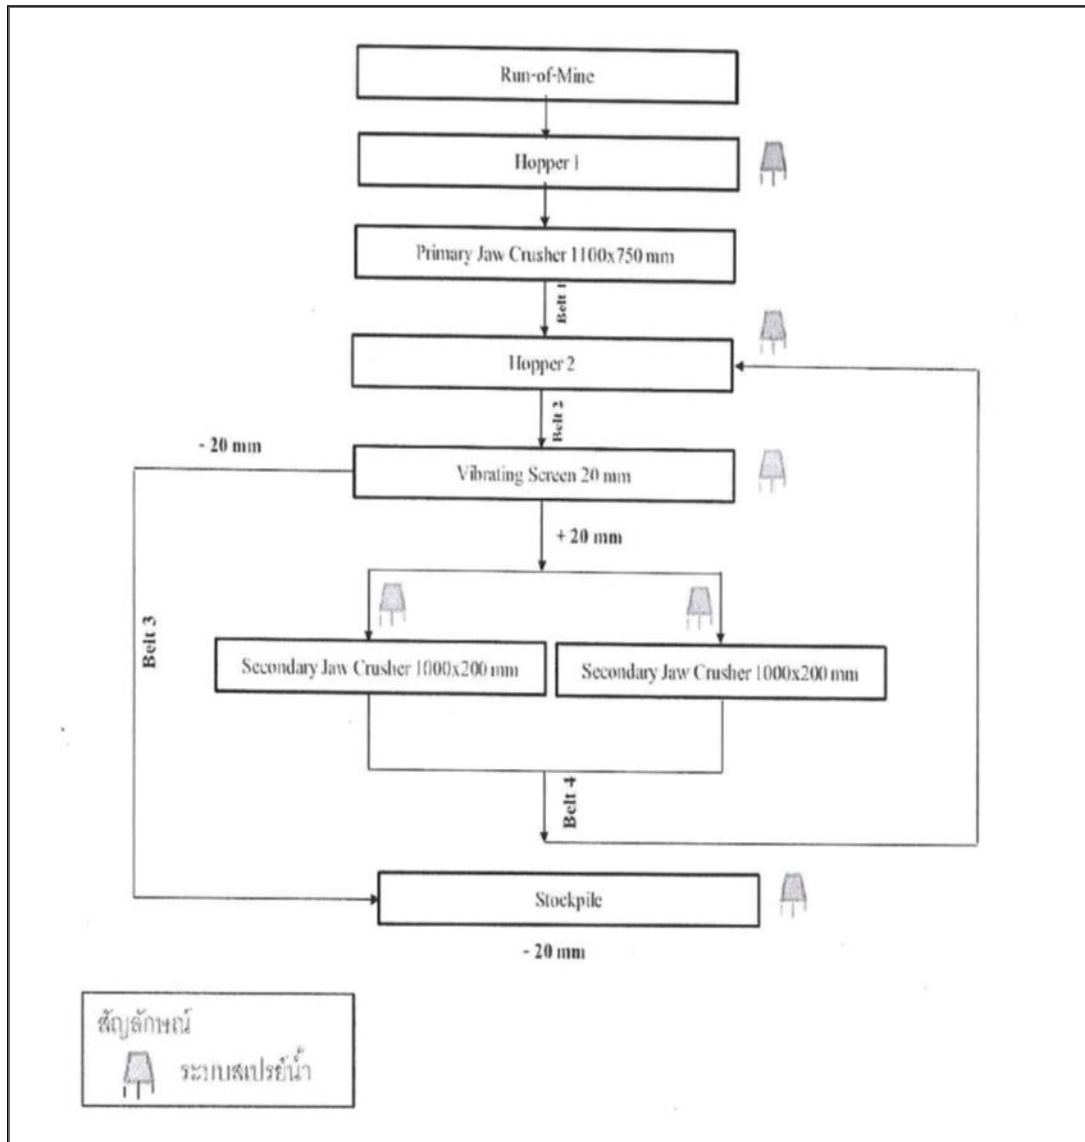 Run-of-Mine
Hopper 1
Primary Jaw Crusher 1100x750 mm
Belt 1
Hopper 2
Belt 2
- 20 mm
Vibrating Screen 20 mm
+ 20 mm
Belt 3
Secondary Jaw Crusher 1000x200 mm
Secondary Jaw Crusher 1000x200 mm
Belt 4
Stockpile
- 20 mm
สัญลักษณ์
ระบบสเปรย์น้ำ